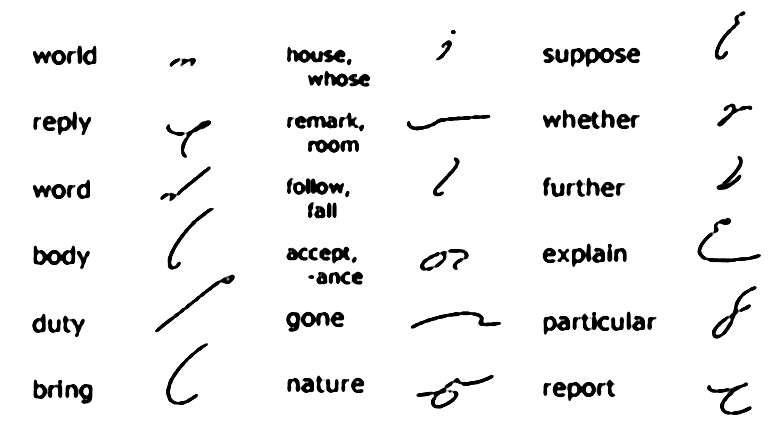 world house, suppose
whose
reply remark, whether
room
word follow, further
fall
body accept, explain
-ance
duty gone particular
bring nature report